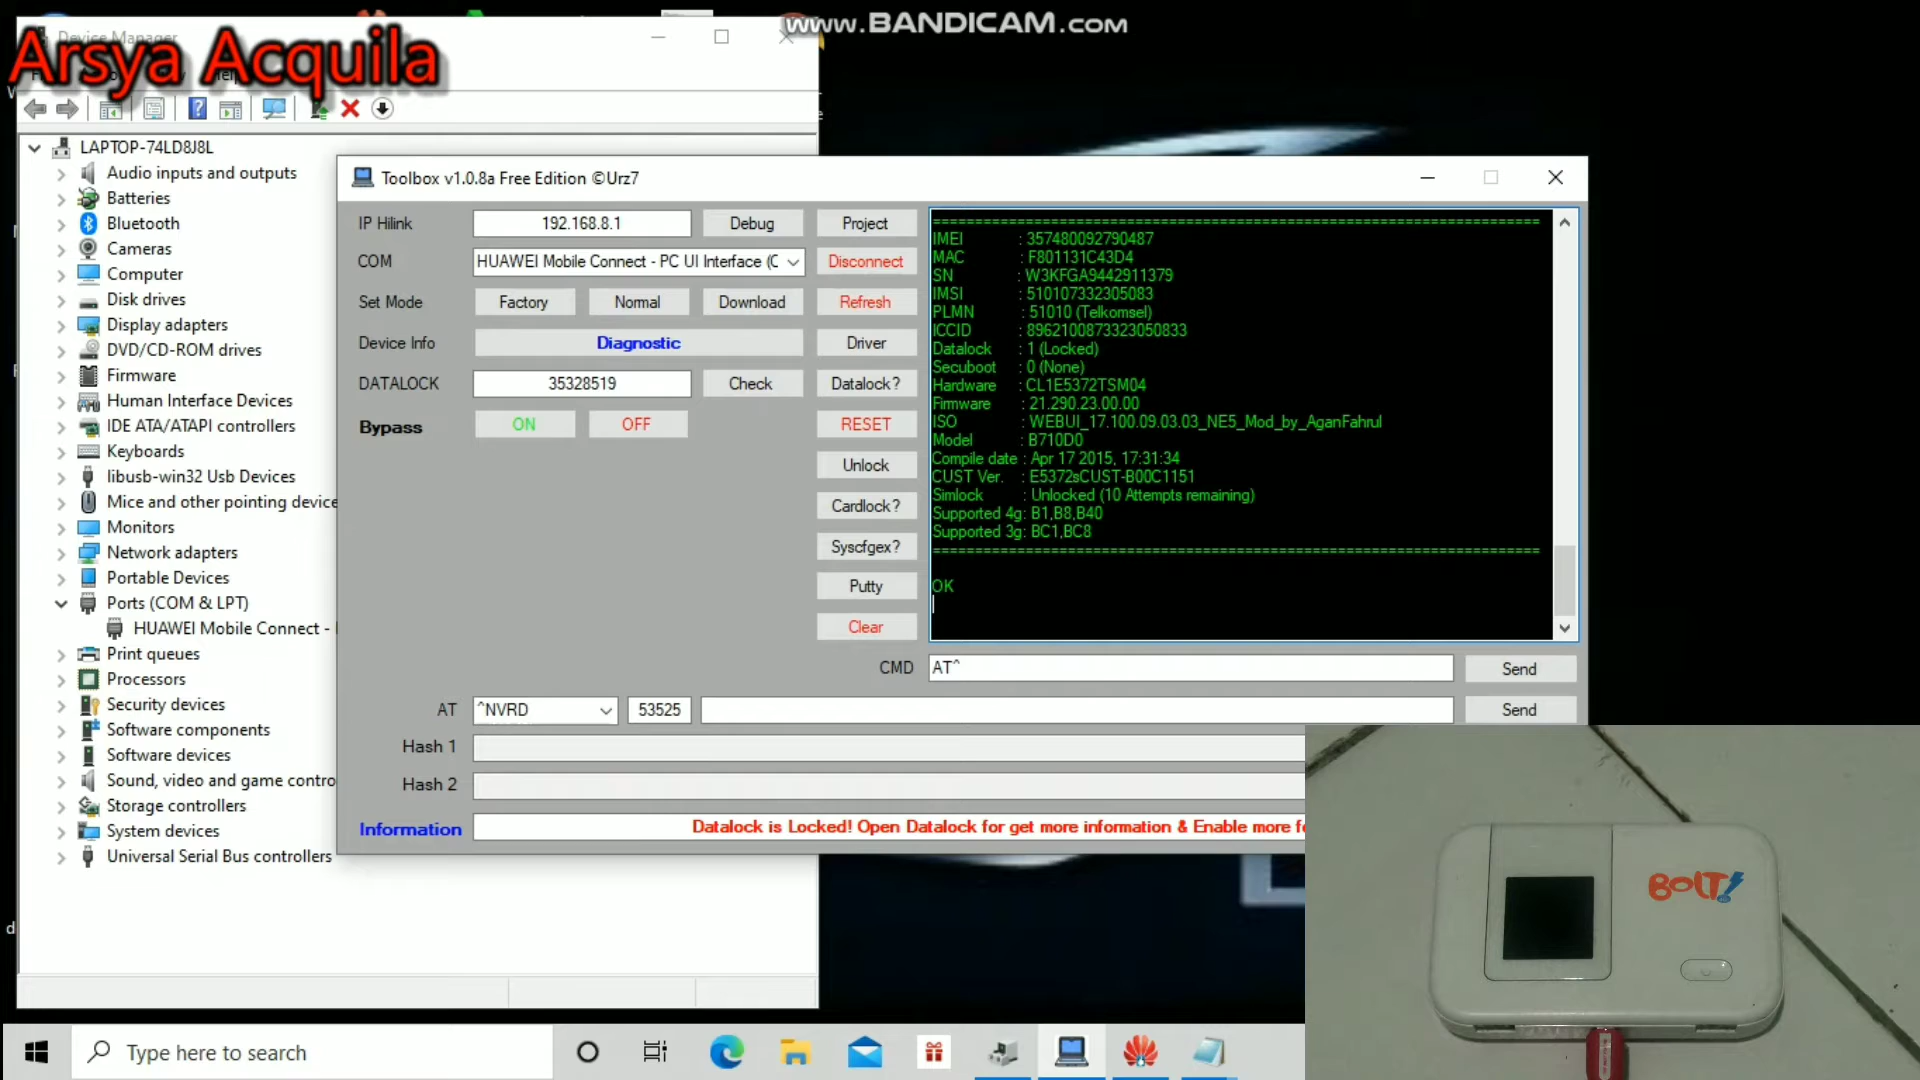 www.BANDICAM.com
Device Manager
Arsya Acquila
LAPTOP-74LD8J8L
Audio inputs and outputs
Batteries
Bluetooth
Cameras
Computer
Disk drives
Display adapters
DVD/CD-ROM drives
Firmware
Human Interface Devices
IDE ATA/ATAPI controllers
Keyboards
libusb-win32 Usb Devices
Mice and other pointing device
Monitors
Network adapters
Portable Devices
Ports (COM & LPT)
HUAWEI Mobile Connect -
Print queues
Processors
Security devices
Software components
Software devices
Sound, video and game contro
Storage controllers
System devices
Universal Serial Bus controllers
Toolbox v1.0.8a Free Edition ©Urz7
IP Hilink 192.168.8.1 Debug Project
COM HUAWEI Mobile Connect - PC UI Interface (C Disconnect
Set Mode Factory Normal Download Refresh
Device Info Diagnostic Driver
DATALOCK 35328519 Check Datalock?
Bypass ON OFF RESET
Unlock
Cardlock?
Syscfgex?
Putty
Clear
IMEI : 357480092790487
MAC : F801131C43D4
SN : W3KFGA9442911379
IMSI : 510107332305083
PLMN : 51010 (Telkomsel)
ICCID : 8962100873323050833
Datalock : 1 (Locked)
Secuboot : 0 (None)
Hardware : CL1E5372TSM04
Firmware : 21.290.23.00.00
ISO : WEBUI_17.100.09.03.03_NE5_Mod_by_AganFahrul
Model : B710D0
Compile date : Apr 17 2015, 17:31:34
CUST Ver. : E5372sCUST-B00C1151
Simlock : Unlocked (10 Attempts remaining)
Supported 4g: B1,B8,B40
Supported 3g: BC1,BC8
OK
CMD AT^ Send
AT ^NVRD 53525 Send
Hash 1
Hash 2
Information Datalock is Locked! Open Datalock for get more information & Enable more f
BOLT!
Type here to search